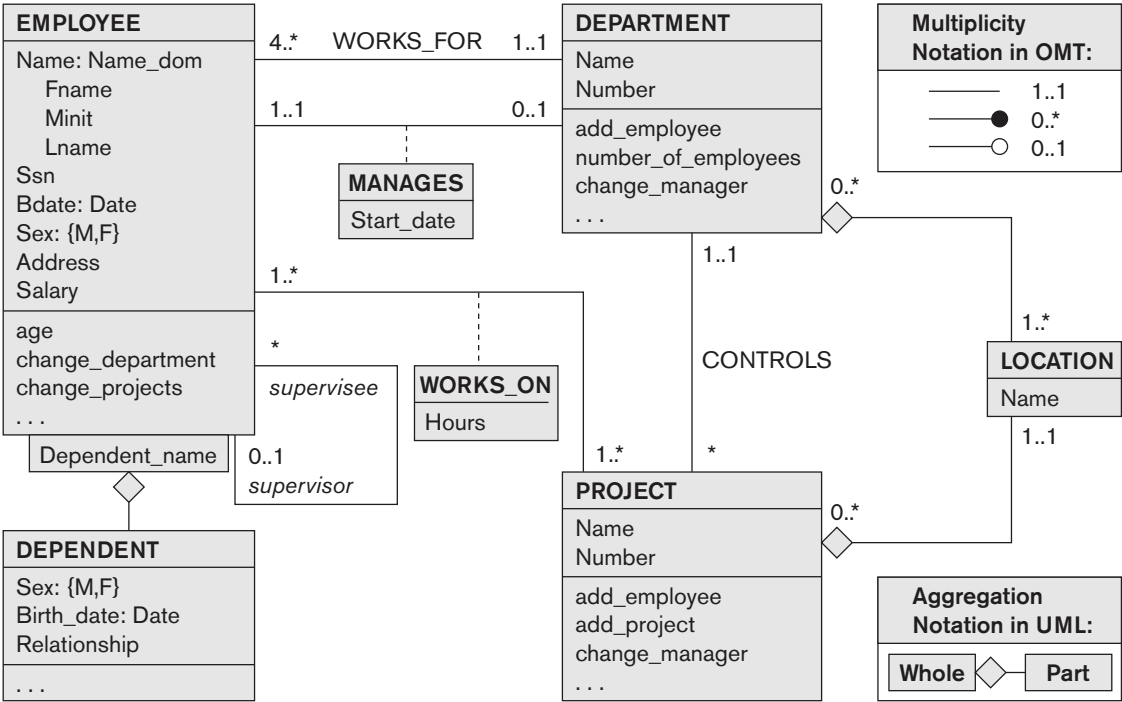 EMPLOYEE
Name: Name_dom
Fname
Minit
Lname
Ssn
Bdate: Date
Sex: {M,F}
Address
Salary
age
change_department
change_projects
. . .
Dependent_name
DEPENDENT
Sex: {M,F}
Birth_date: Date
Relationship
. . .
4..* WORKS_FOR 1..1
1..1 0..1
MANAGES
Start_date
1..*
*
supervisee
0..1
supervisor
WORKS_ON
Hours
1..*
*
DEPARTMENT
Name
Number
add_employee
number_of_employees
change_manager
. . .
0..*
1..1
CONTROLS
PROJECT
Name
Number
add_employee
add_project
change_manager
. . .
0..*
1..*
LOCATION
Name
1..1
Multiplicity
Notation in OMT:
1..1
0..*
0..1
Aggregation
Notation in UML:
Whole Part